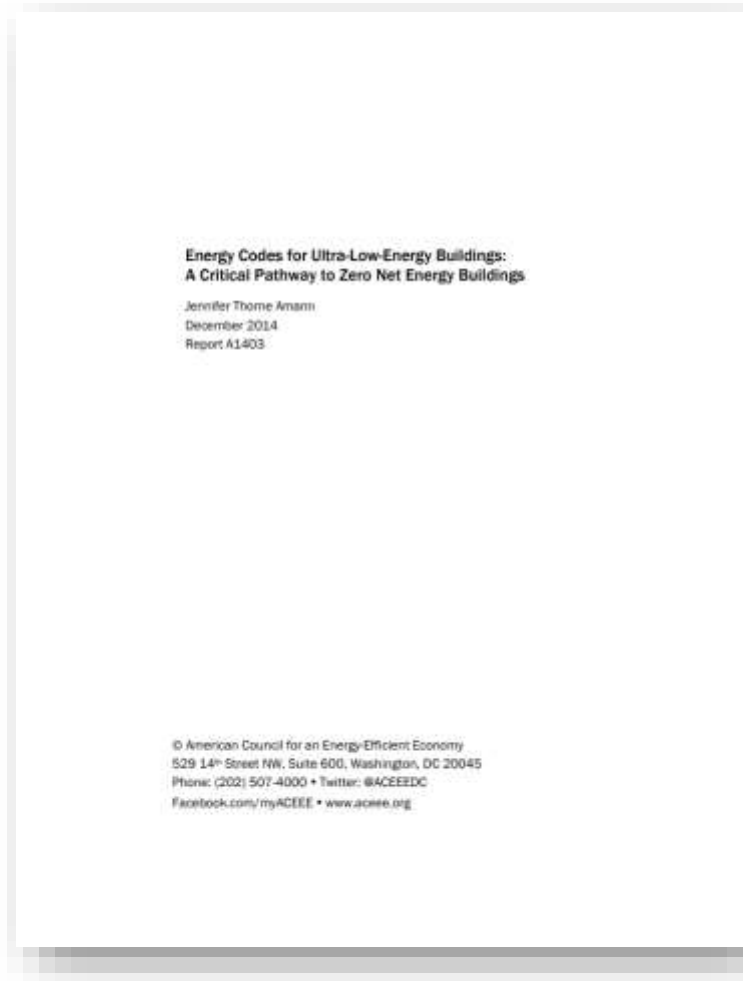 Energy Codes for Ultra-Low-Energy Buildings:
A Critical Pathway to Zero Net Energy Buildings
Jennifer Thorne Amann
December 2014
Report A1403
© American Council for an Energy-Efficient Economy
529 14th Street NW, Suite 600, Washington, DC 20045
Phone: (202) 507-4000 • Twitter: @ACEEEDC
Facebook.com/myACEEE • www.aceee.org